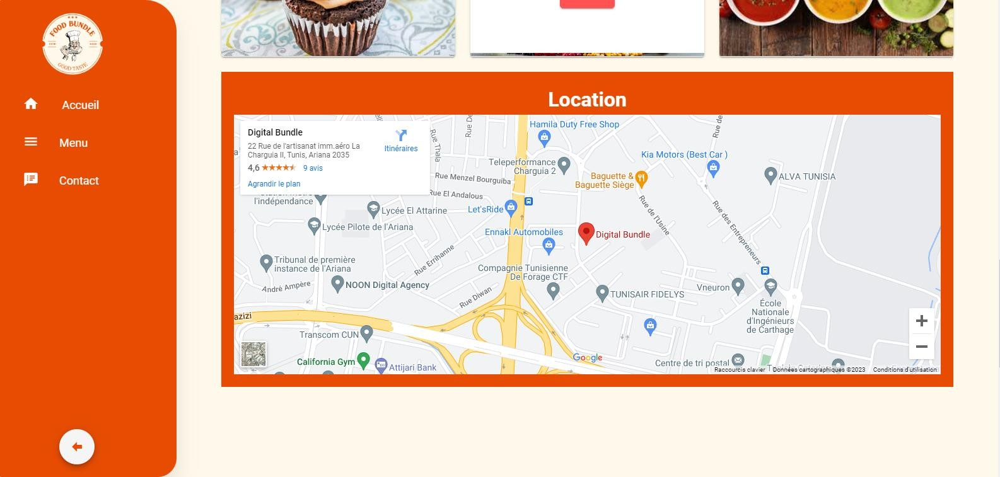 FOOD BUNDLE
GOOD TASTE
Accueil
Menu
Contact
Location
Digital Bundle
22 Rue de l'artisanat imm.aéro La
Charguia II, Tunis, Ariana 2035
4,6
9 avis
Agrandir le plan
Itinéraires
Rue Thala
Rue De
Hamila Duty Free Shop
Rue de
Teleperformance
Charguia 2
Kia Motors (Best Car )
Baguette &
Baguette Siège
ALVA TUNISIA
Rue Menzel Bourguiba
Rue El Andalous
l'indépendance
Lycée El Attarine
Let'sRide
Rue de l'Usine
Rue des Entrepreneurs
Lycée Pilote de l'Ariana
Ennakl Automobiles
Digital Bundle
Rue Errihanne
Tribunal de première
instance de l'Ariana
Compagnie Tunisienne
De Forage CTF
André Ampère
NOON Digital Agency
Rue Diwan
TUNISAIR FIDELYS
Vneuron
École
Nationale
d'Ingénieurs
de Carthage
azizi
Transcom CUN
California Gym
Attijari Bank
Google
Centre de tri postal
Raccourcis clavier
Données cartographiques ©2023
Conditions d'utilisation